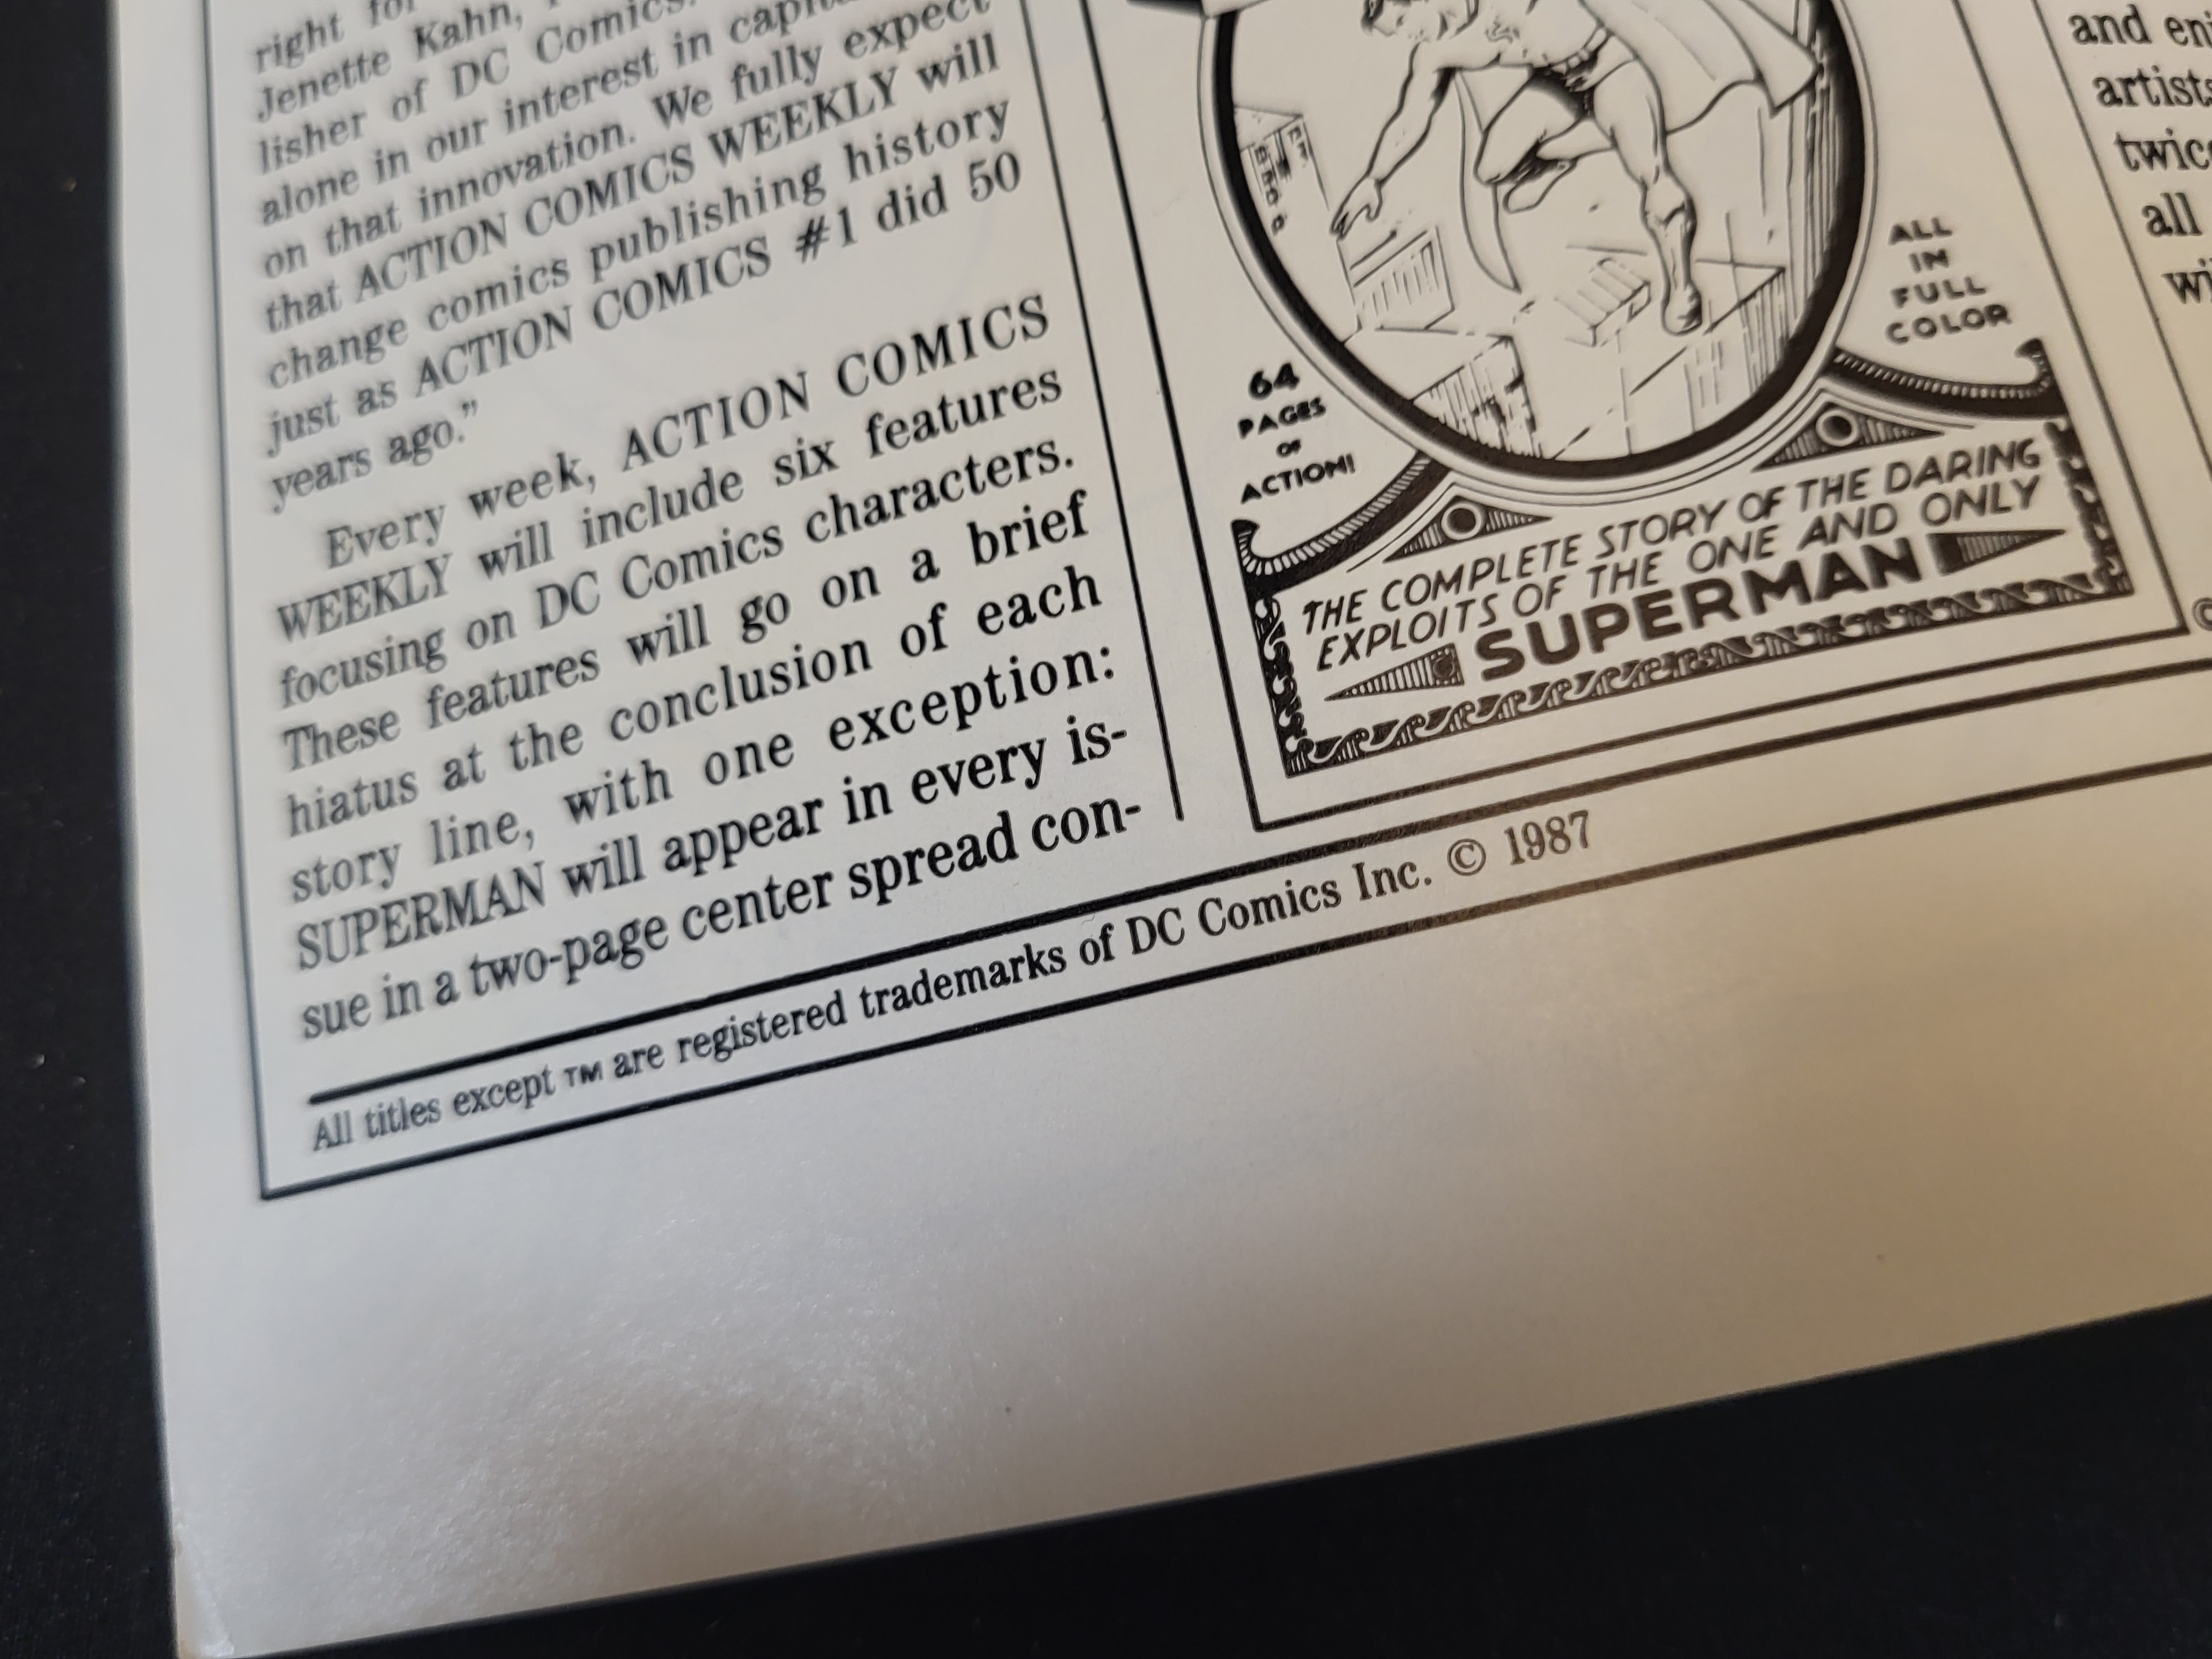 right for
Jenette Kahn,
lisher of DC Comics.
alone in our interest in
on that innovation. We fully expect
that ACTION COMICS WEEKLY will
change comics publishing history
just as ACTION COMICS #1 did 50
years ago.”
Every week, ACTION COMICS
WEEKLY will include six features
focusing on DC Comics characters.
These features will go on a brief
hiatus at the conclusion of each
story line, with one exception:
SUPERMAN will appear in every is-
sue in a two-page center spread con-
All titles except TM are registered trademarks of DC Comics Inc. © 1987
64
PAGES
OF
ACTION!
ALL
IN
FULL
COLOR
THE COMPLETE STORY OF THE DARING
EXPLOITS OF THE ONE AND ONLY
SUPERMAN
and
artists
all
©